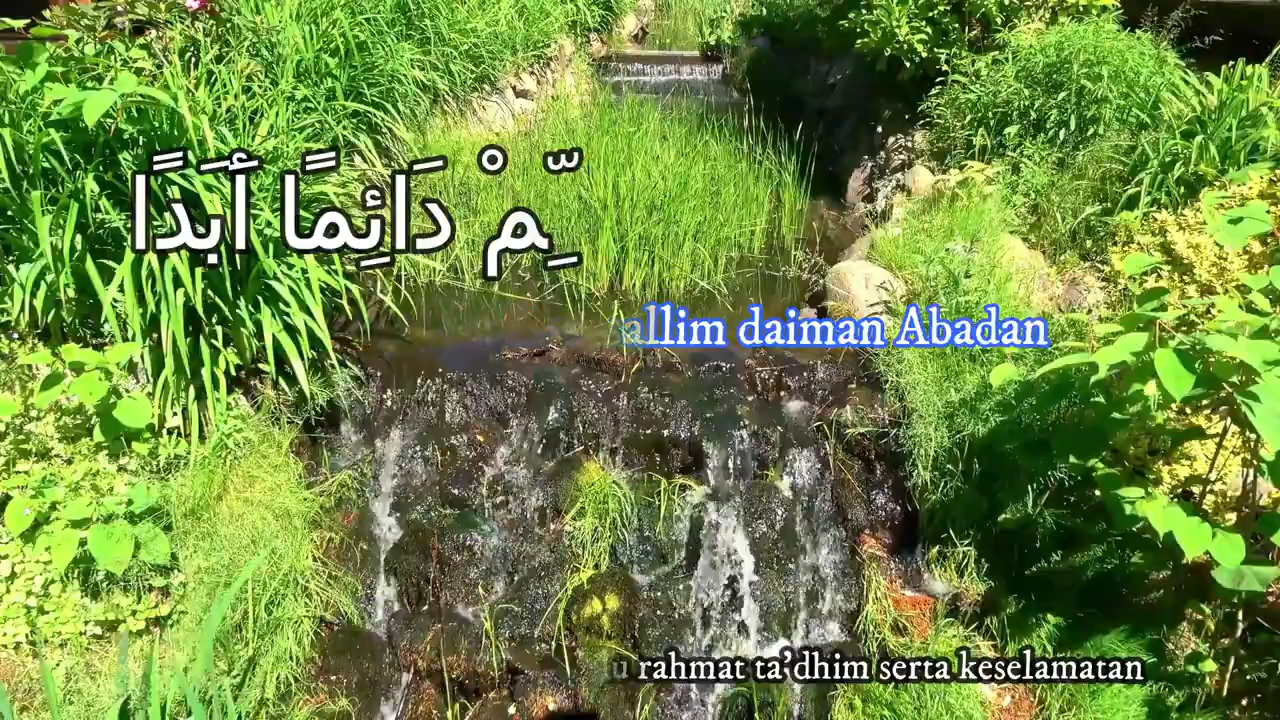 ـِّمْ دَائِمًا أَبَدًا
allim daiman Abadan
u rahmat ta'dhim serta keselamatan